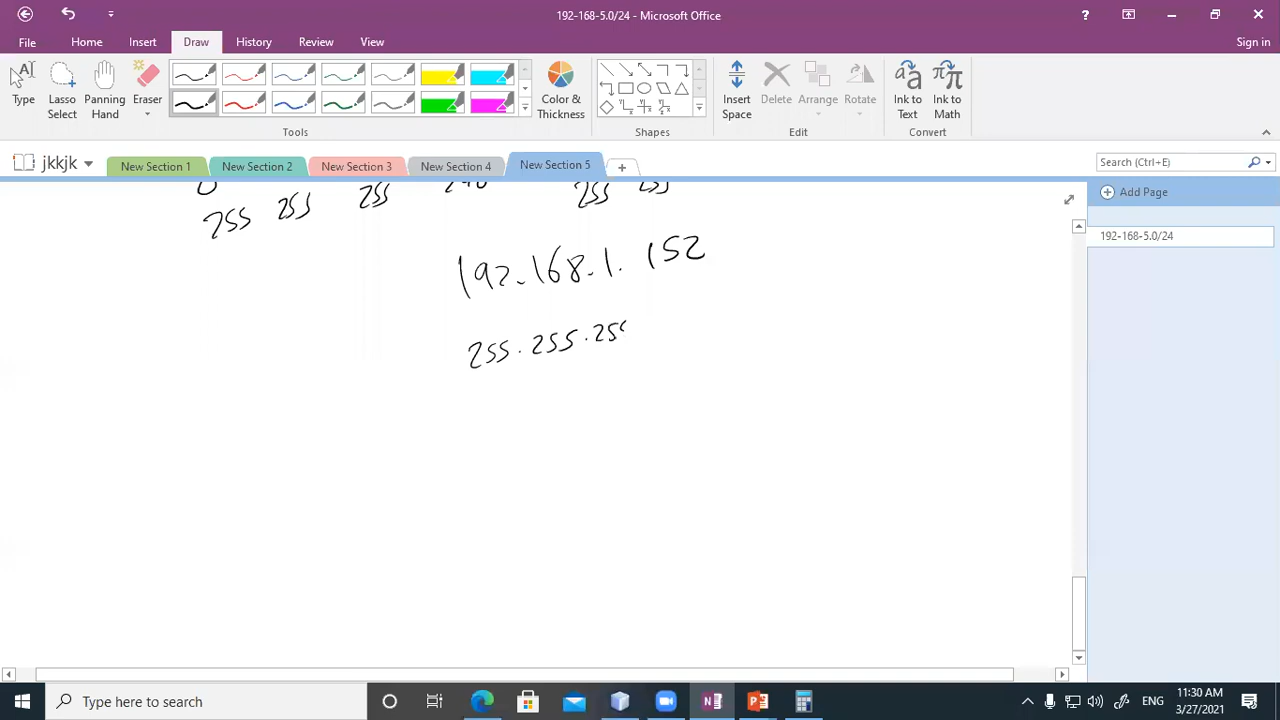 192-168-5.0/24 - Microsoft Office
?
File Home Insert Draw History Review View Sign in
Type
Lasso Select
Panning Hand
Eraser
Color & Thickness
Insert Space
Delete
Arrange
Rotate
Ink to Text
Ink to Math
Tools Shapes Edit Convert
jkkjk New Section 1 New Section 2 New Section 3 New Section 4 New Section 5 Search (Ctrl+E)
Add Page
192-168-5.0/24
255 255
255 255 255
192.168.1.152
255.255.255
Type here to search
ENG
11:30 AM
3/27/2021